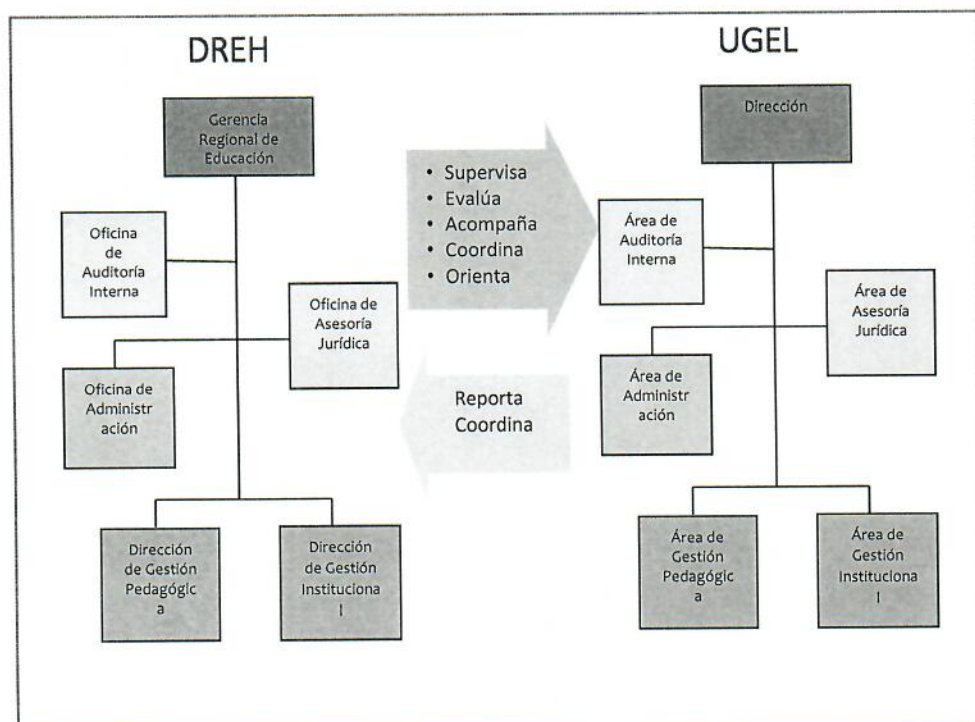 DREH
Gerencia
Regional de
Educación
Oficina
de
Auditoría
Interna
Oficina de
Asesoría
Jurídica
Oficina de
Administr
ación
Dirección
de Gestión
Pedagógic
a
Dirección
de Gestión
Instituciona
l
• Supervisa
• Evalúa
• Acompaña
• Coordina
• Orienta
Reporta
Coordina
UGEL
Dirección
Área de
Auditoría
Interna
Área de
Asesoría
Jurídica
Área de
Administr
ación
Área de
Gestión
Pedagógic
a
Área de
Gestión
Instituciona
l